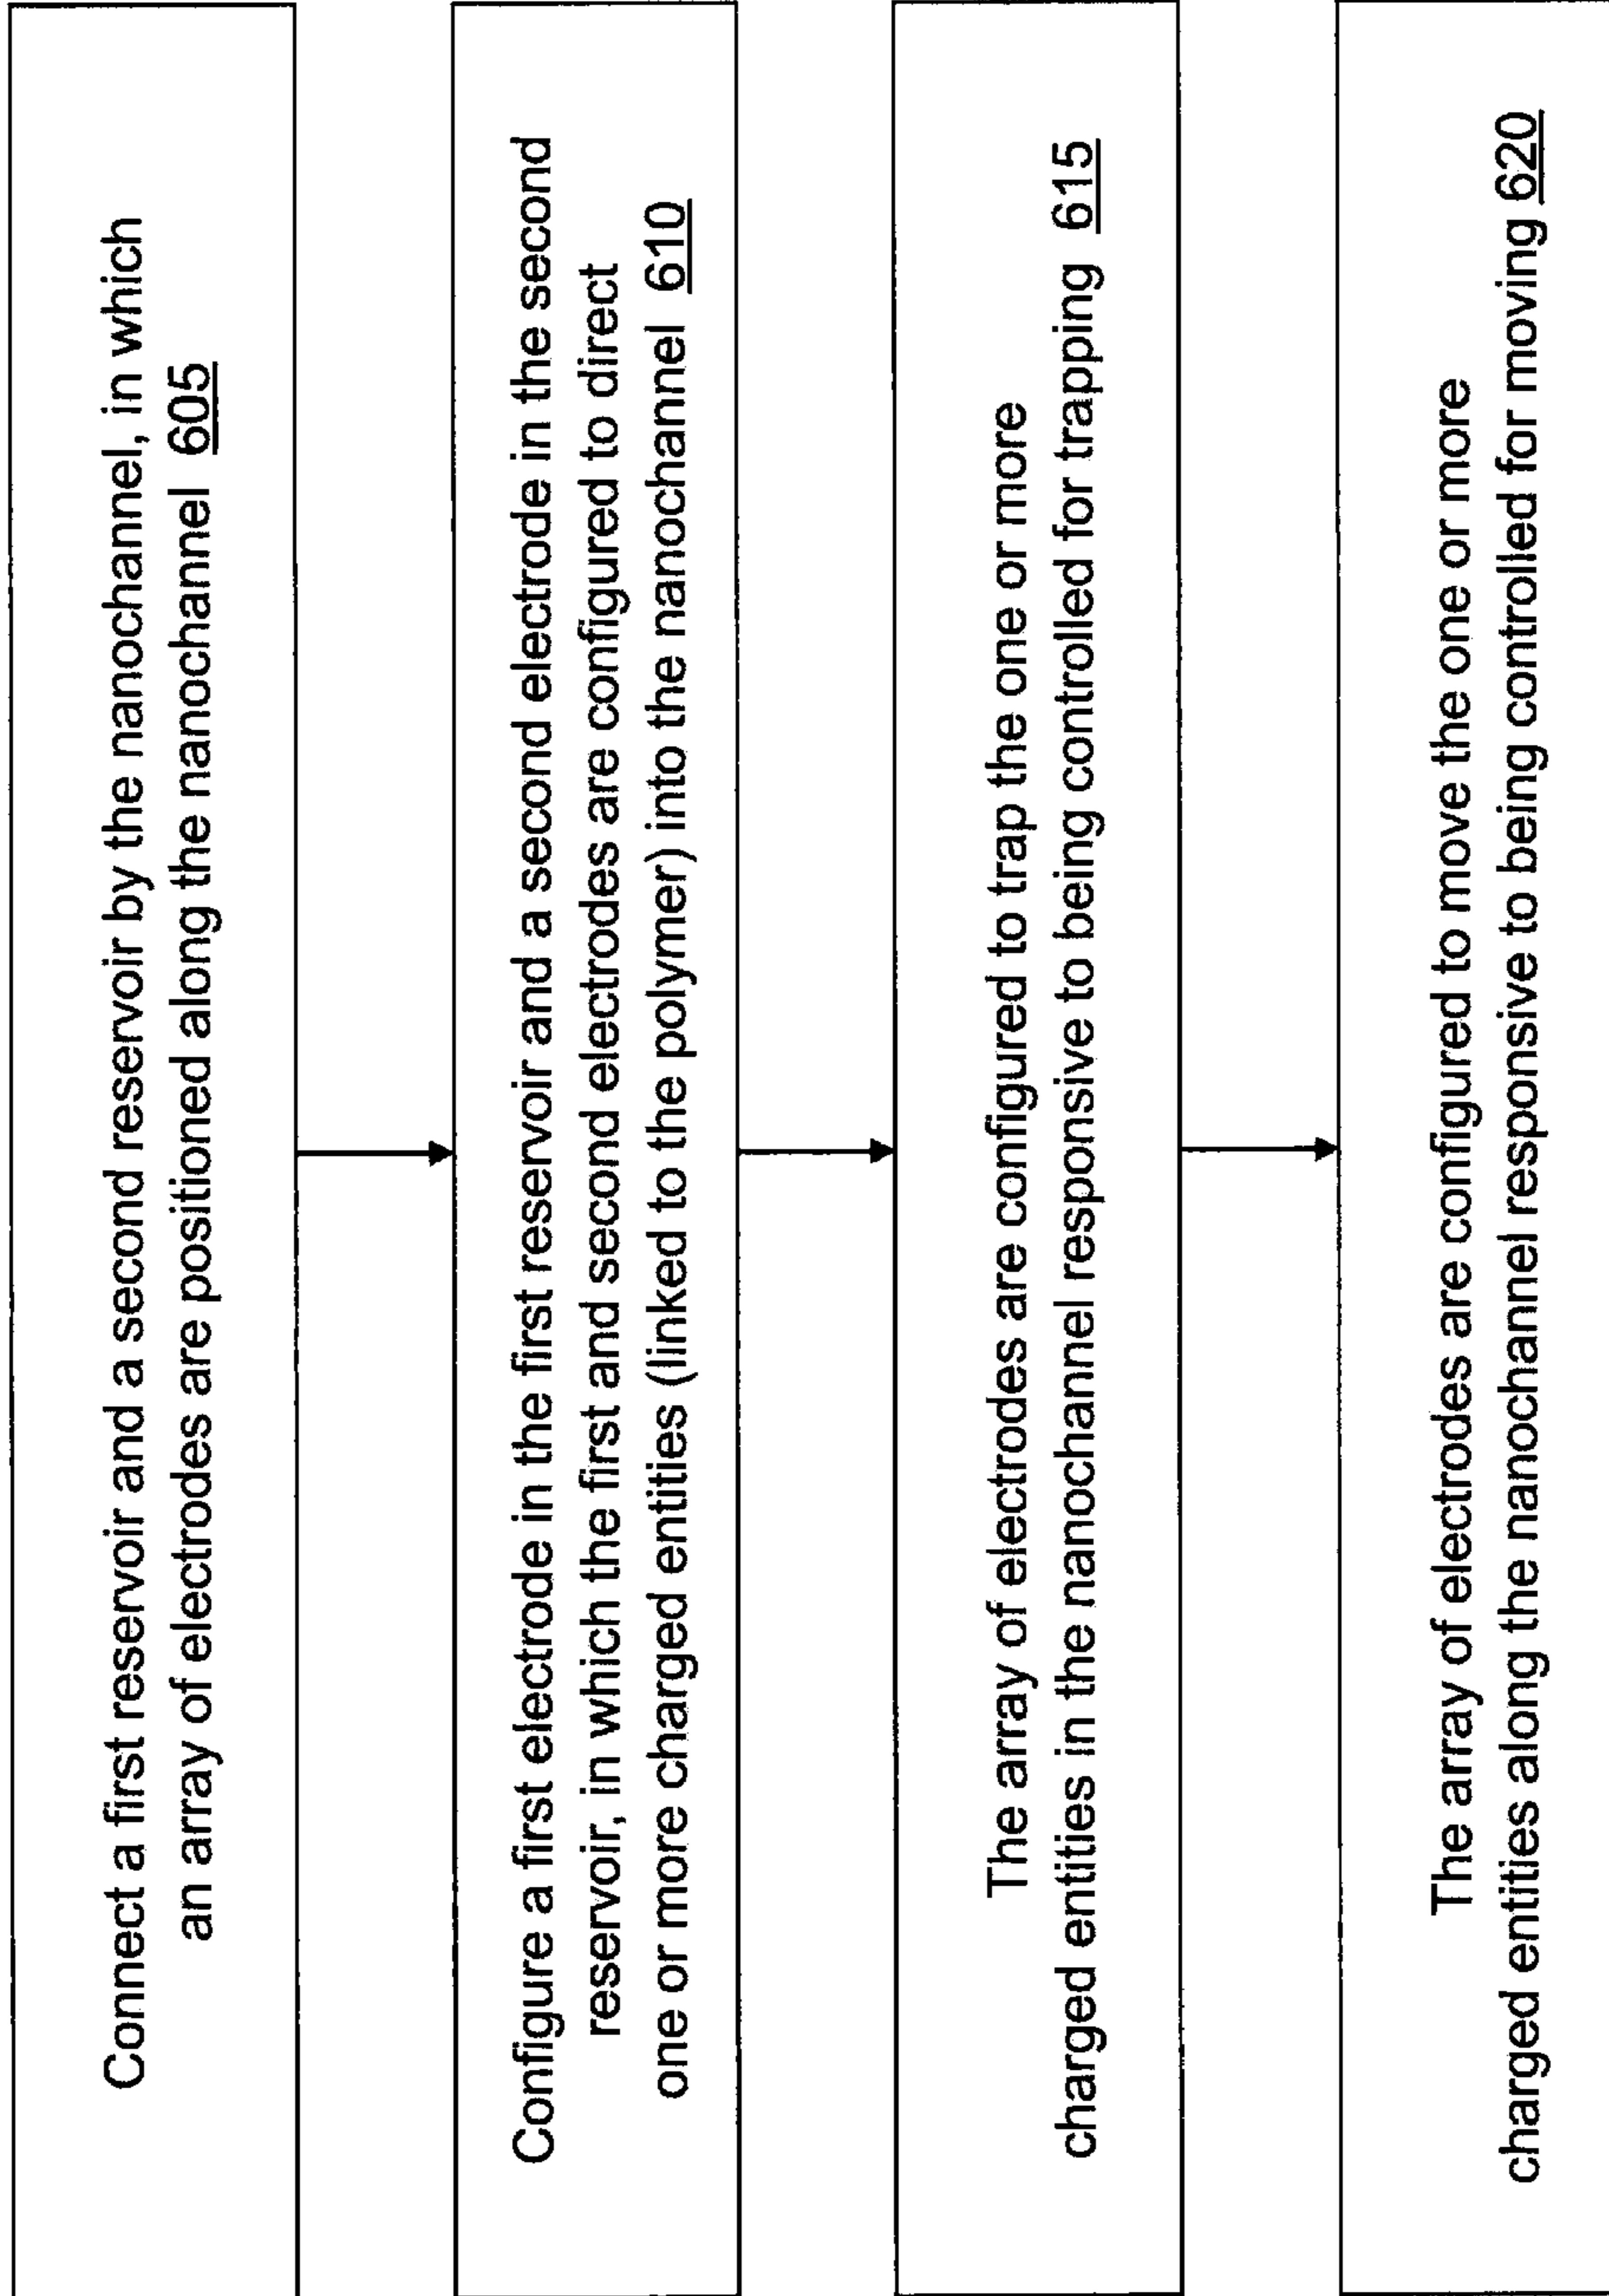 Connect a first reservoir and a second reservoir by the nanochannel, in which
an array of electrodes are positioned along the nanochannel 605
Configure a first electrode in the first reservoir and a second electrode in the second
reservoir, in which the first and second electrodes are configured to direct
one or more charged entities (linked to the polymer) into the nanochannel 610
The array of electrodes are configured to trap the one or more
charged entities in the nanochannel responsive to being controlled for trapping 615
The array of electrodes are configured to move the one or more
charged entities along the nanochannel responsive to being controlled for moving 620